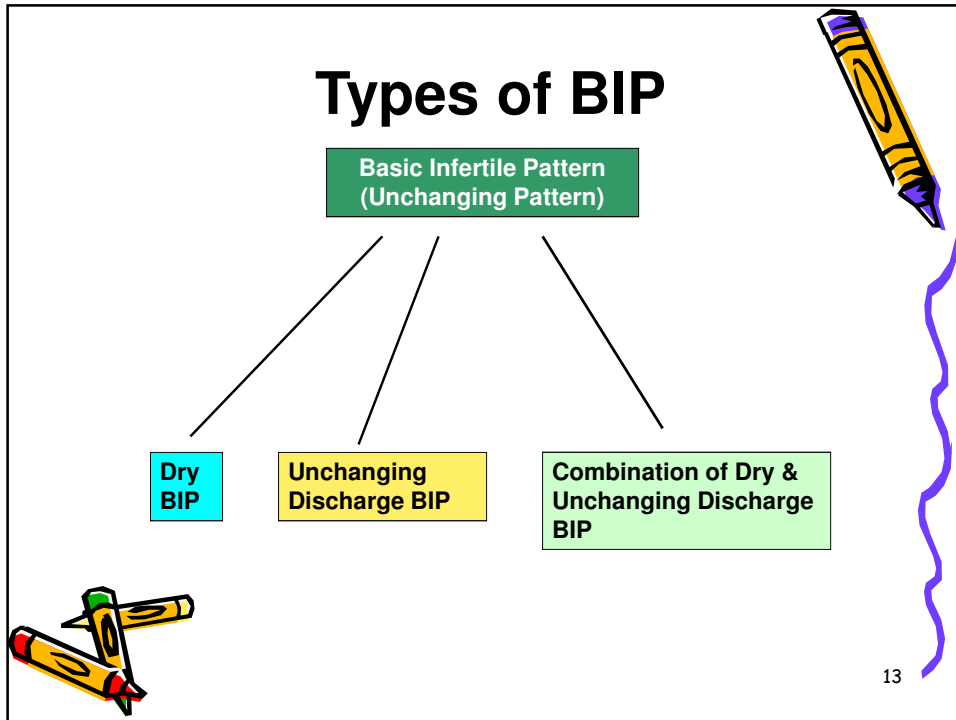 Types of BIP
Basic Infertile Pattern
(Unchanging Pattern)
Dry
BIP
Unchanging
Discharge BIP
Combination of Dry &
Unchanging Discharge
BIP
13